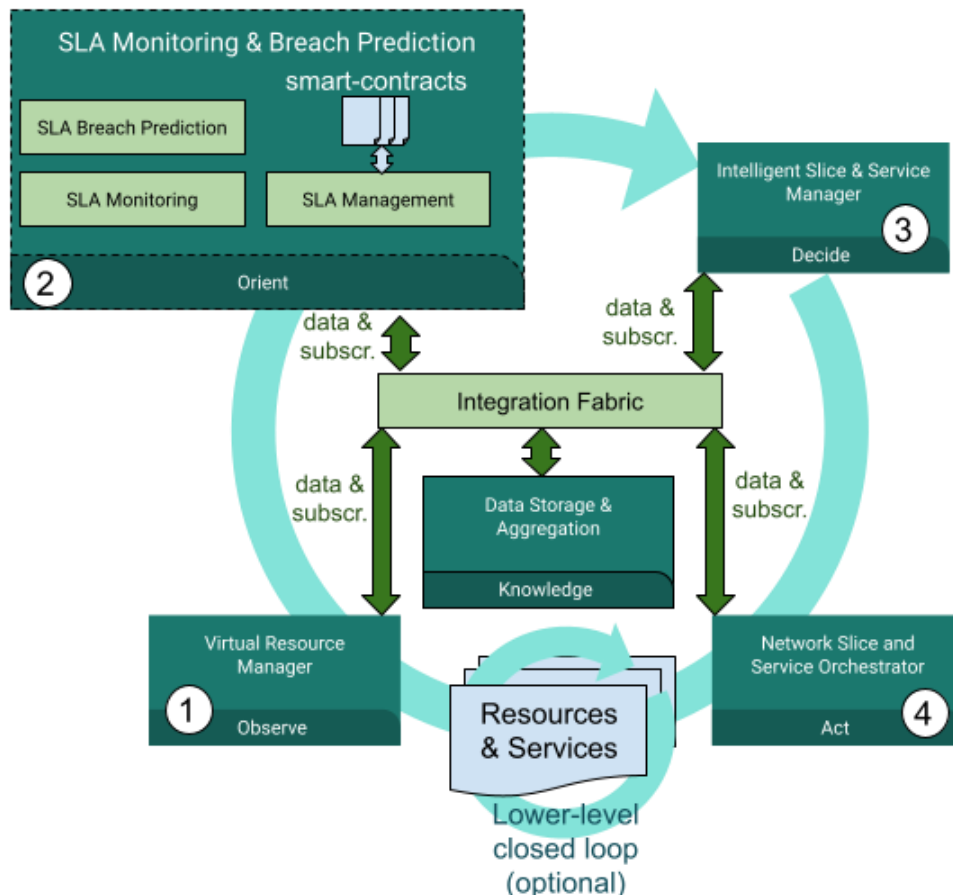 SLA Monitoring & Breach Prediction
smart-contracts
SLA Breach Prediction
SLA Monitoring
SLA Management
2
Orient
Intelligent Slice & Service
Manager
3
Decide
data &
subscr.
data &
subscr.
Integration Fabric
data &
subscr.
data &
subscr.
Data Storage &
Aggregation
Knowledge
Virtual Resource
Manager
1
Observe
Network Slice and
Service Orchestrator
4
Act
Resources
& Services
Lower-level
closed loop
(optional)